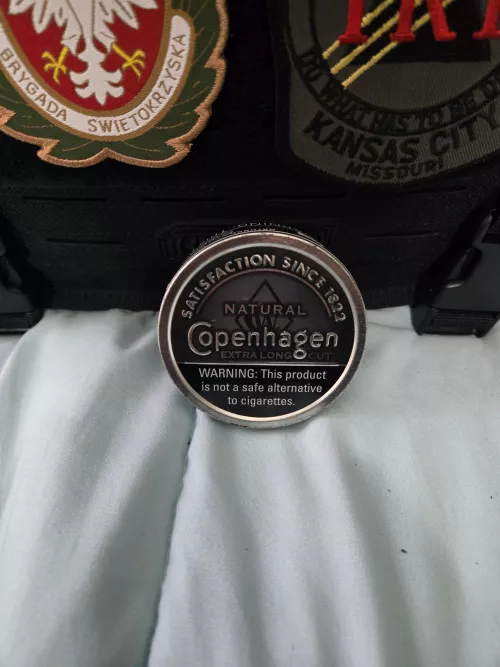 BRYGADA SWIETOKRZYSKA
DO WHAT HAS TO BE
KANSAS CITY
MISSOURI
SATISFACTION SINCE 1822
NATURAL
Copenhagen
EXTRA LONG CUT
WARNING: This product
is not a safe alternative
to cigarettes.